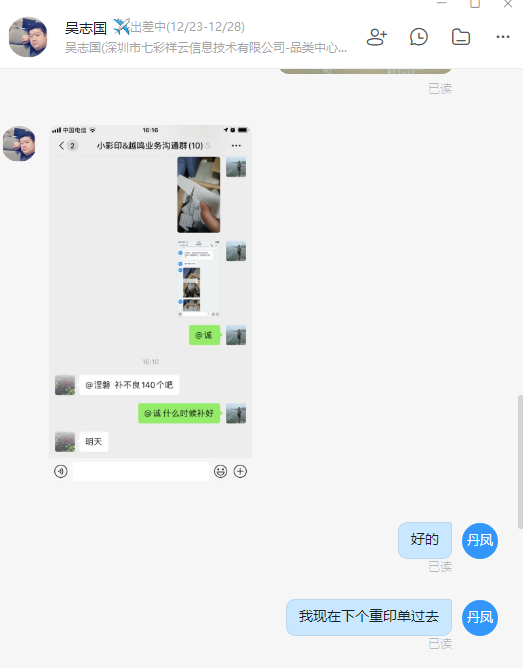 吴志国 出差中(12/23-12/28)
吴志国(深圳市七彩祥云信息技术有限公司-品类中心...
已读
中国电信 16:16
2 小彩印&越鸣业务沟通群(10)
@诚
16:10
@涅磐 补不良140个吧
@诚 什么时候补好
明天
好的
丹凤
已读
我现在下个重印单过去
丹凤
已读